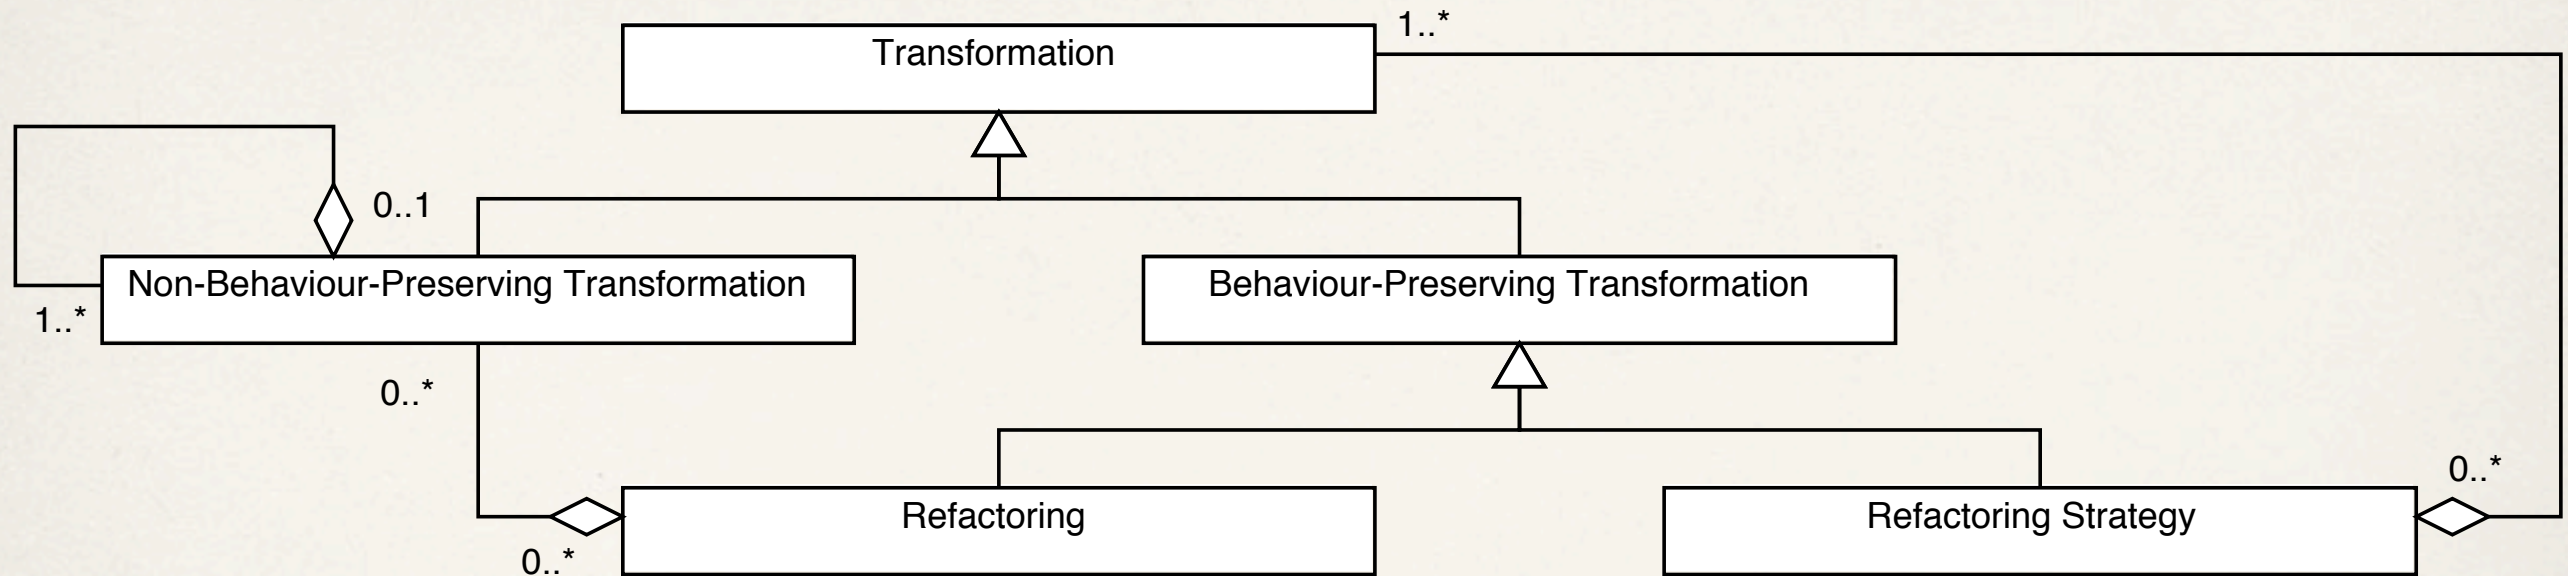 1..*
Transformation
0..1
Non-Behaviour-Preserving Transformation
Behaviour-Preserving Transformation
1..*
0..*
0..*
Refactoring
Refactoring Strategy
0..*